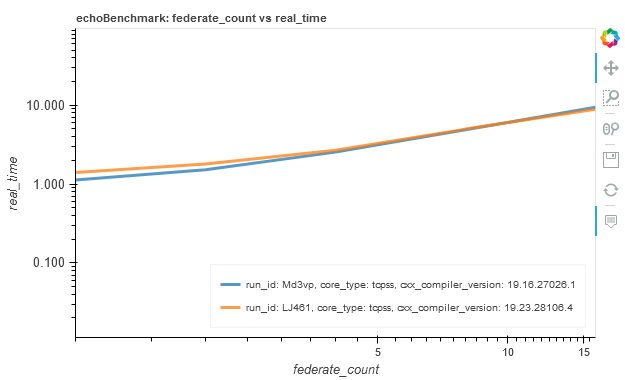 echoBenchmark: federate_count vs real_time
10.000
1.000
0.100
real_time
run_id: Md3vp, core_type: tcpss, cxx_compiler_version: 19.16.27026.1
run_id: LJ461, core_type: tcpss, cxx_compiler_version: 19.23.28106.4
5
10
15
federate_count